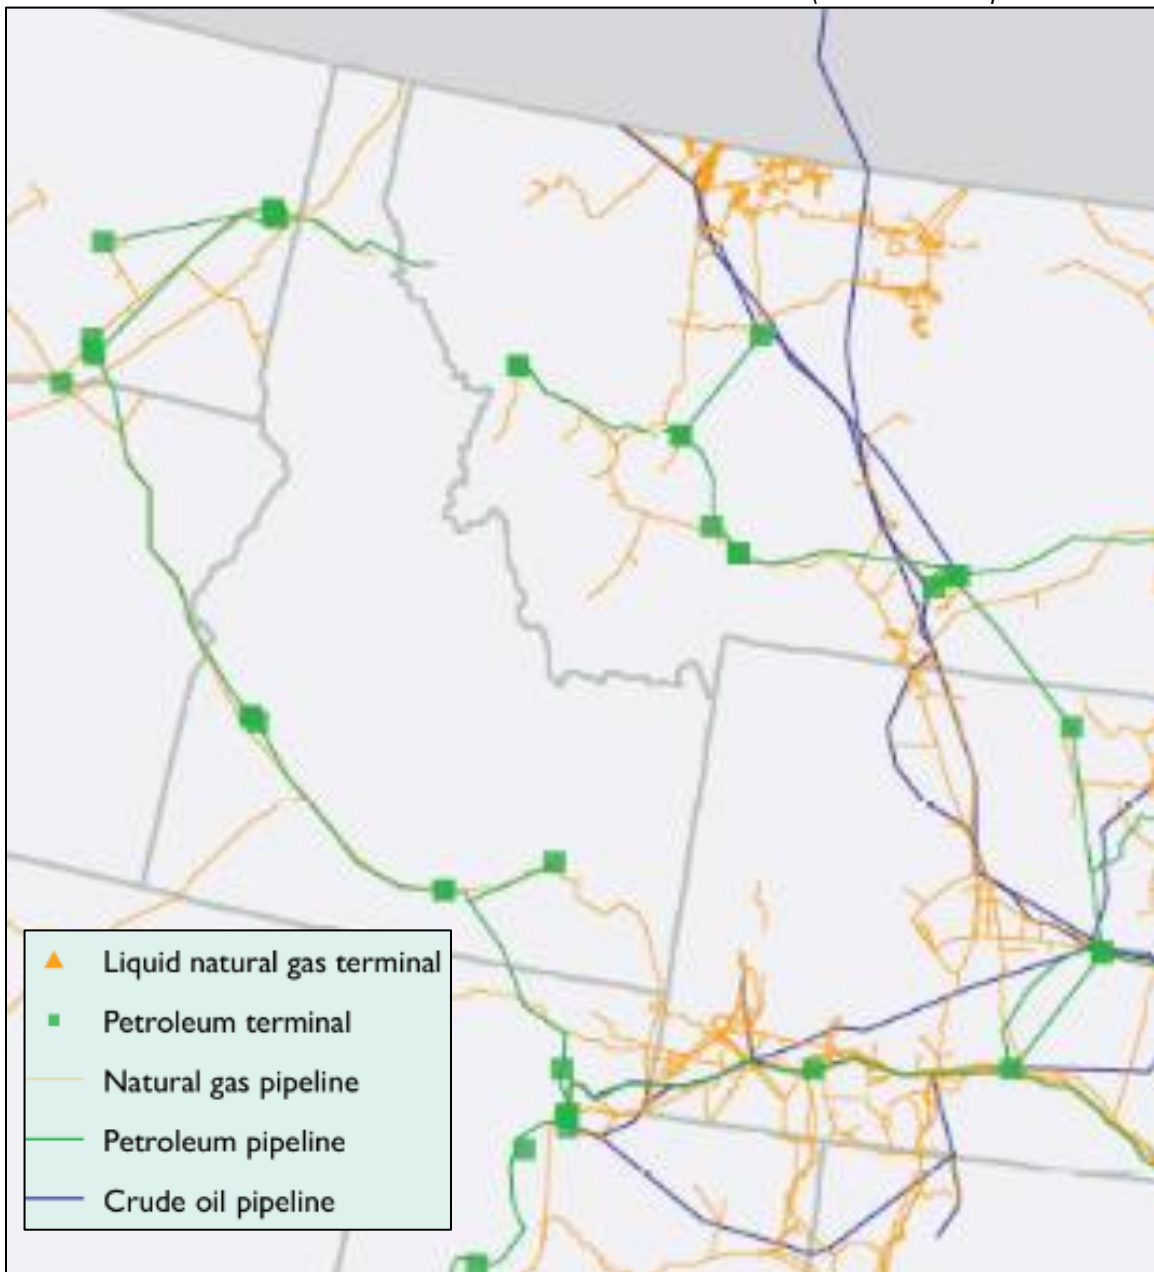 Liquid natural gas terminal
Petroleum terminal
Natural gas pipeline
Petroleum pipeline
Crude oil pipeline